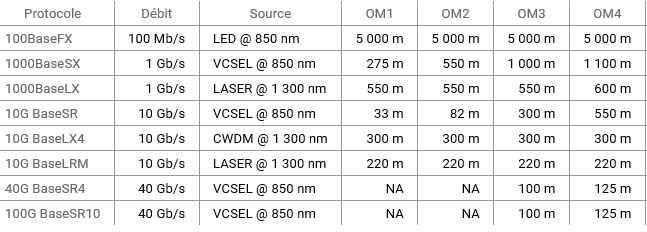 Protocole Débit Source OM1 OM2 OM3 OM4
100BaseFX 100 Mb/s LED @ 850 nm 5 000 m 5 000 m 5 000 m 5 000 m
1000BaseSX 1 Gb/s VCSEL @ 850 nm 275 m 550 m 1 000 m 1 100 m
1000BaseLX 1 Gb/s LASER @ 1 300 nm 550 m 550 m 550 m 600 m
10G BaseSR 10 Gb/s VCSEL @ 850 nm 33 m 82 m 300 m 550 m
10G BaseLX4 10 Gb/s CWDM @ 1 300 nm 300 m 300 m 300 m 300 m
10G BaseLRM 10 Gb/s LASER @ 1 300 nm 220 m 220 m 220 m 220 m
40G BaseSR4 40 Gb/s VCSEL @ 850 nm NA NA 100 m 125 m
100G BaseSR10 40 Gb/s VCSEL @ 850 nm NA NA 100 m 125 m